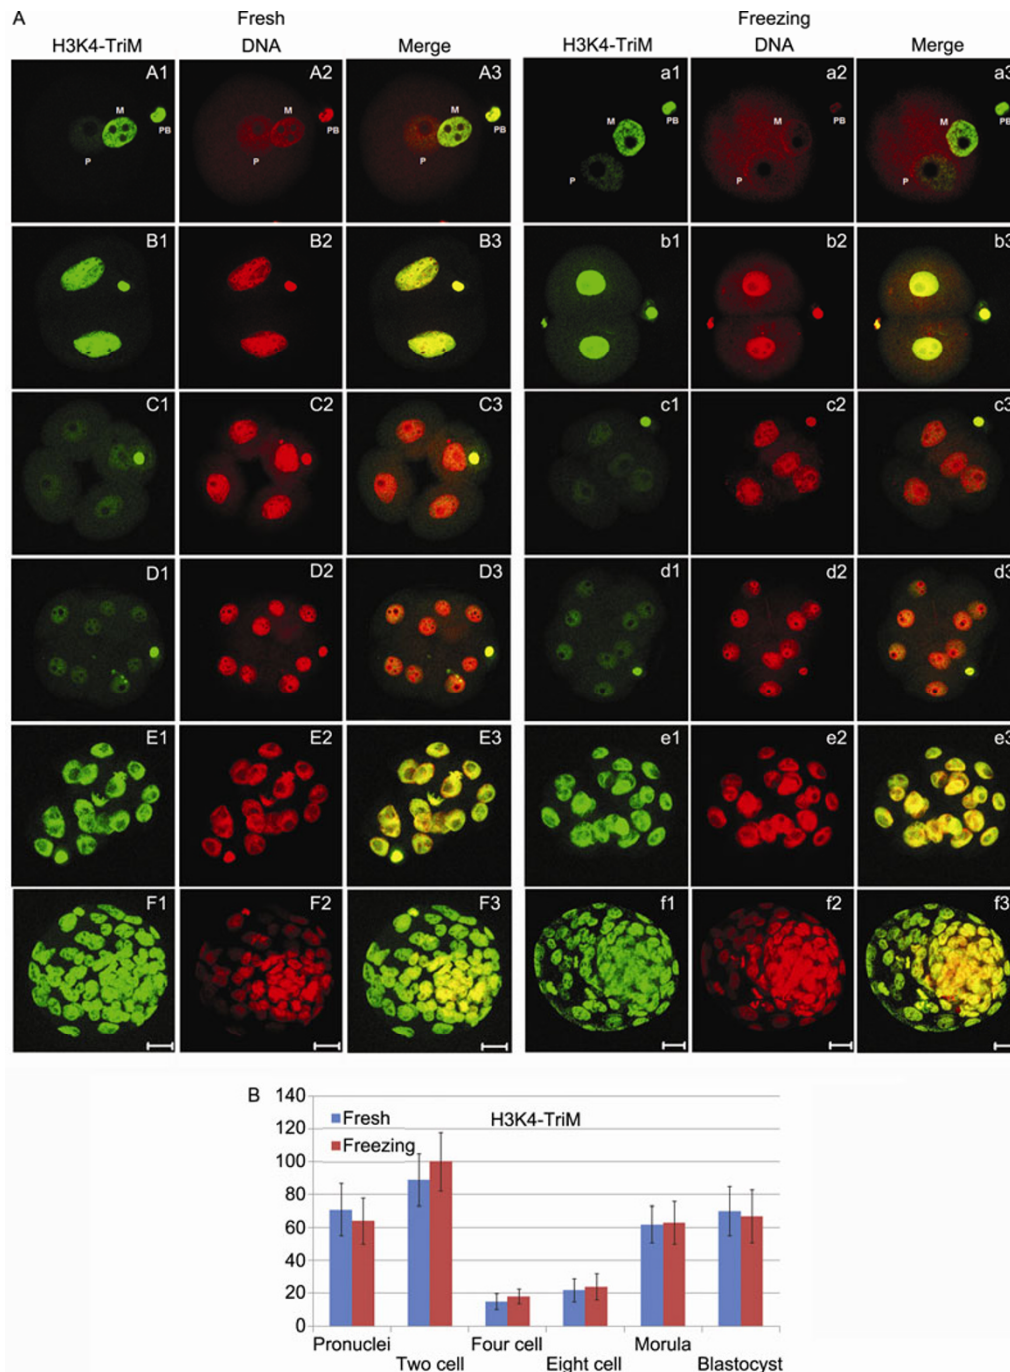 A
Fresh Freezing
H3K4-TriM DNA Merge H3K4-TriM DNA Merge
A1 A2 A3 a1 a2 a3
M M M M M
PB PB PB PB PB PB
P P P P P P
B1 B2 B3 b1 b2 b3
C1 C2 C3 c1 c2 c3
D1 D2 D3 d1 d2 d3
E1 E2 E3 e1 e2 e3
F1 F2 F3 f1 f2 f3
B
140
120
100
80
60
40
20
0
Fresh
Freezing
H3K4-TriM
Pronuclei Two cell Four cell Eight cell Morula Blastocyst